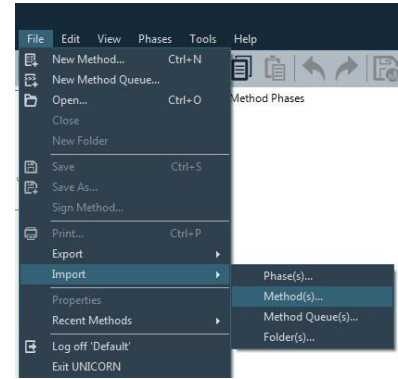 File Edit View Phases Tools Help
New Method... Ctrl+N
New Method Queue...
Open... Ctrl+O
Method Phases
Close
New Folder
Save Ctrl+S
Save As...
Sign Method...
Print... Ctrl+P
Export
Import
Phase(s)...
Properties
Method(s)...
Recent Methods
Method Queue(s)...
Folder(s)...
Log off 'Default'
Exit UNICORN